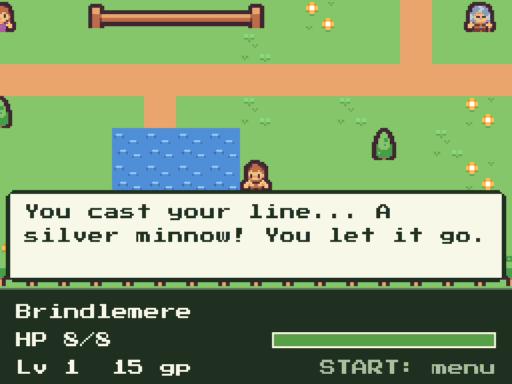 You cast your line... A
silver minnow! You let it go.
Brindlemere
HP 8/8
Lv 1 15 gp
START: menu